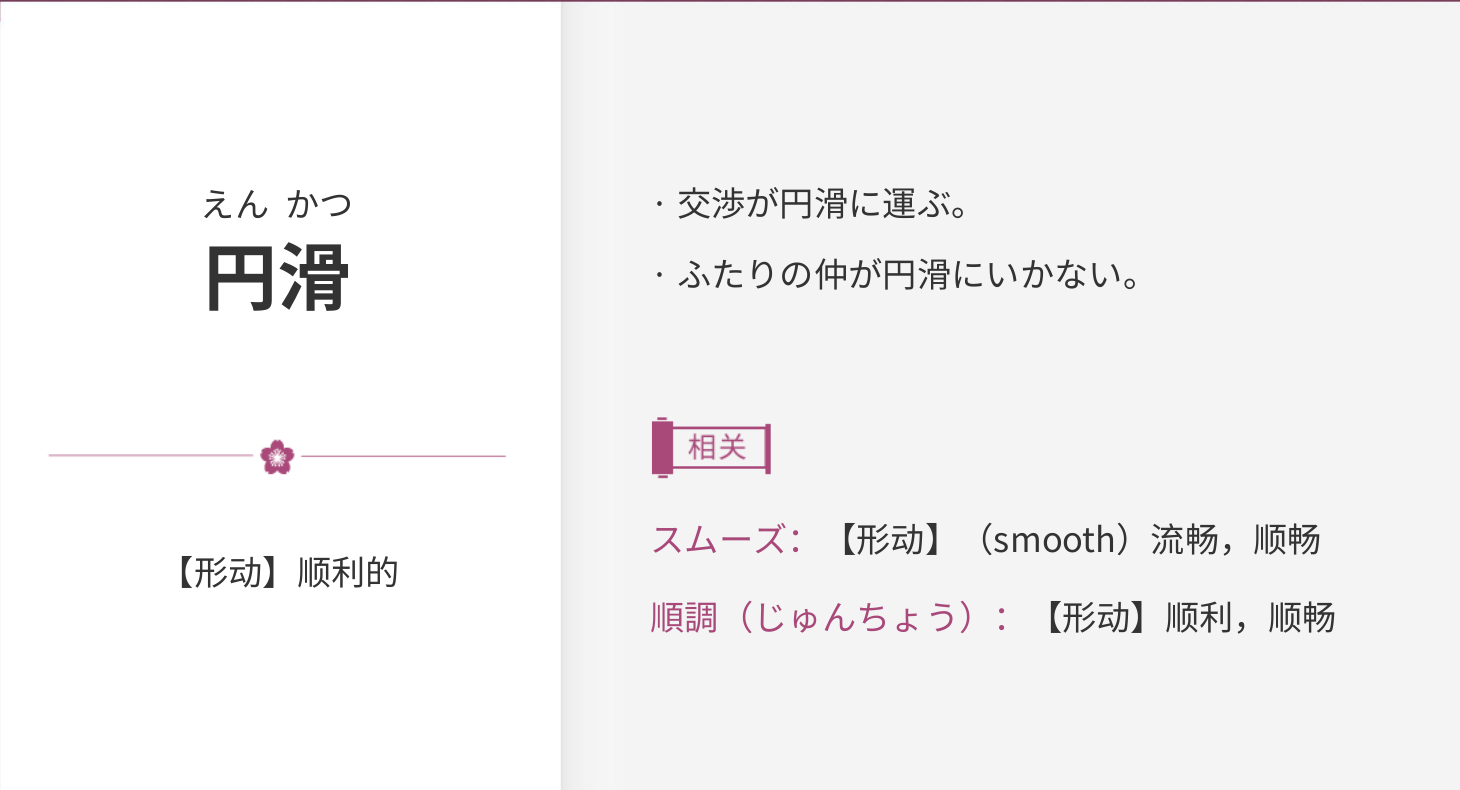 えん かつ
円滑
【形动】顺利的
· 交渉が円滑に運ぶ。
· ふたりの仲が円滑にいかない。
相关
スムーズ：【形动】（smooth）流畅，顺畅
順調（じゅんちょう）：【形动】顺利，顺畅